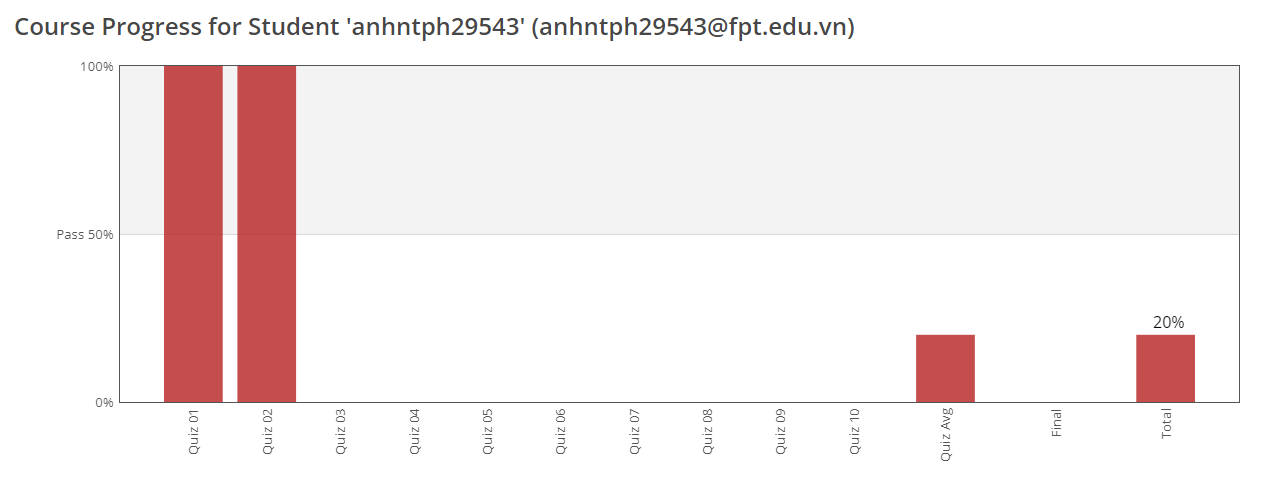 Course Progress for Student 'anhntph29543' (anhntph29543@fpt.edu.vn)
100%
Pass 50%
0%
20%
Quiz 01
Quiz 02
Quiz 03
Quiz 04
Quiz 05
Quiz 06
Quiz 07
Quiz 08
Quiz 09
Quiz 10
Quiz Avg
Final
Total